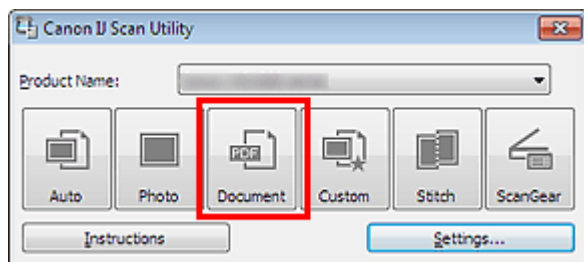 Canon IJ Scan Utility
Product Name:
PDF
Auto Photo Document Custom Stitch ScanGear
Instructions Settings...